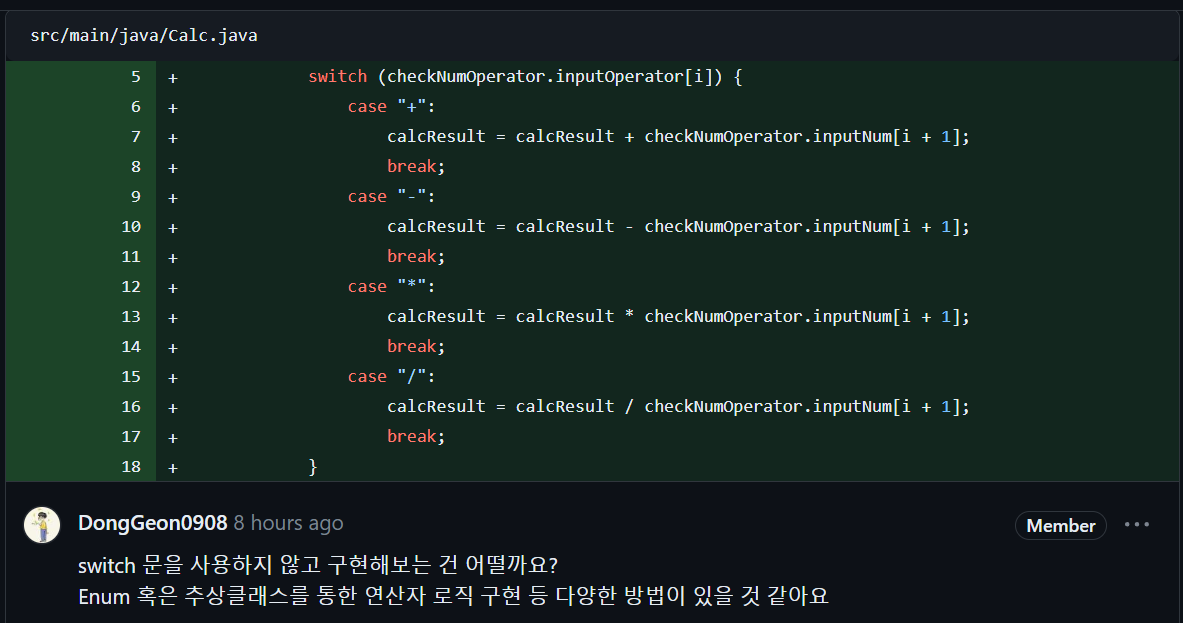 src/main/java/Calc.java
5 + switch (checkNumOperator.inputOperator[i]) {
6 + case "+":
7 + calcResult = calcResult + checkNumOperator.inputNum[i + 1];
8 + break;
9 + case "-":
10 + calcResult = calcResult - checkNumOperator.inputNum[i + 1];
11 + break;
12 + case "*":
13 + calcResult = calcResult * checkNumOperator.inputNum[i + 1];
14 + break;
15 + case "/":
16 + calcResult = calcResult / checkNumOperator.inputNum[i + 1];
17 + break;
18 + }
DongGeon0908 8 hours ago Member ...
switch 문을 사용하지 않고 구현해보는 건 어떨까요?
Enum 혹은 추상클래스를 통한 연산자 로직 구현 등 다양한 방법이 있을 것 같아요